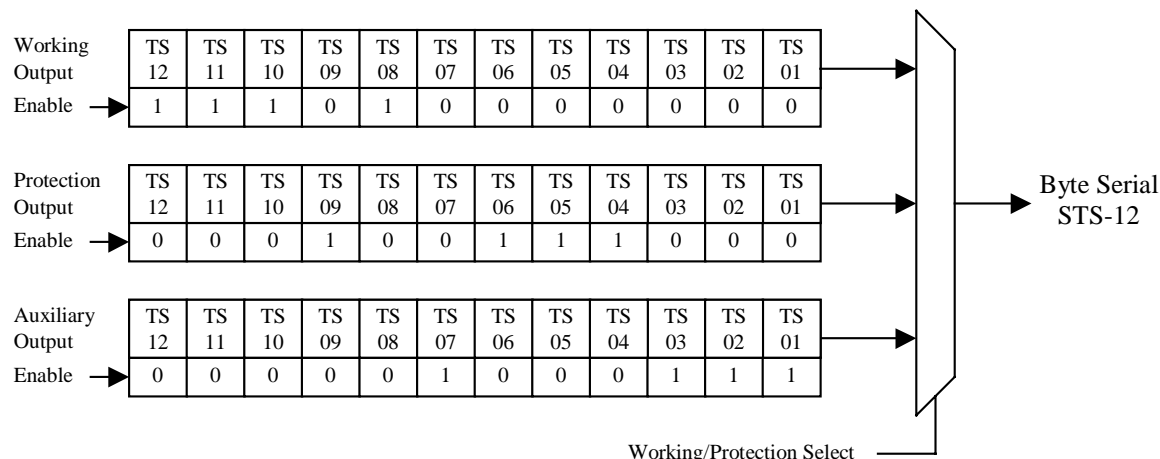 Working Output
TS 12 TS 11 TS 10 TS 09 TS 08 TS 07 TS 06 TS 05 TS 04 TS 03 TS 02 TS 01
Enable 1 1 1 0 1 0 0 0 0 0 0 0
Protection Output
TS 12 TS 11 TS 10 TS 09 TS 08 TS 07 TS 06 TS 05 TS 04 TS 03 TS 02 TS 01
Enable 0 0 0 1 0 0 1 1 1 0 0 0
Auxiliary Output
TS 12 TS 11 TS 10 TS 09 TS 08 TS 07 TS 06 TS 05 TS 04 TS 03 TS 02 TS 01
Enable 0 0 0 0 0 1 0 0 0 1 1 1
Byte Serial
STS-12
Working/Protection Select